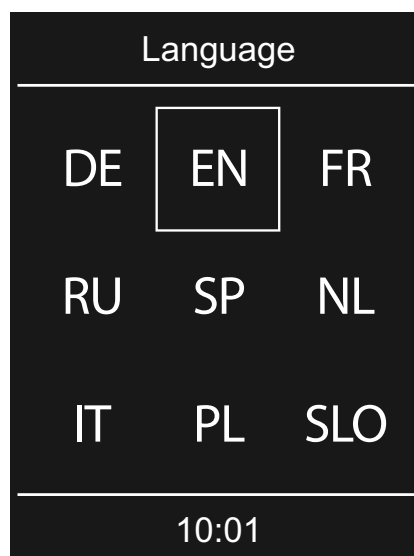 Language
DE EN FR
RU SP NL
IT PL SLO
10:01